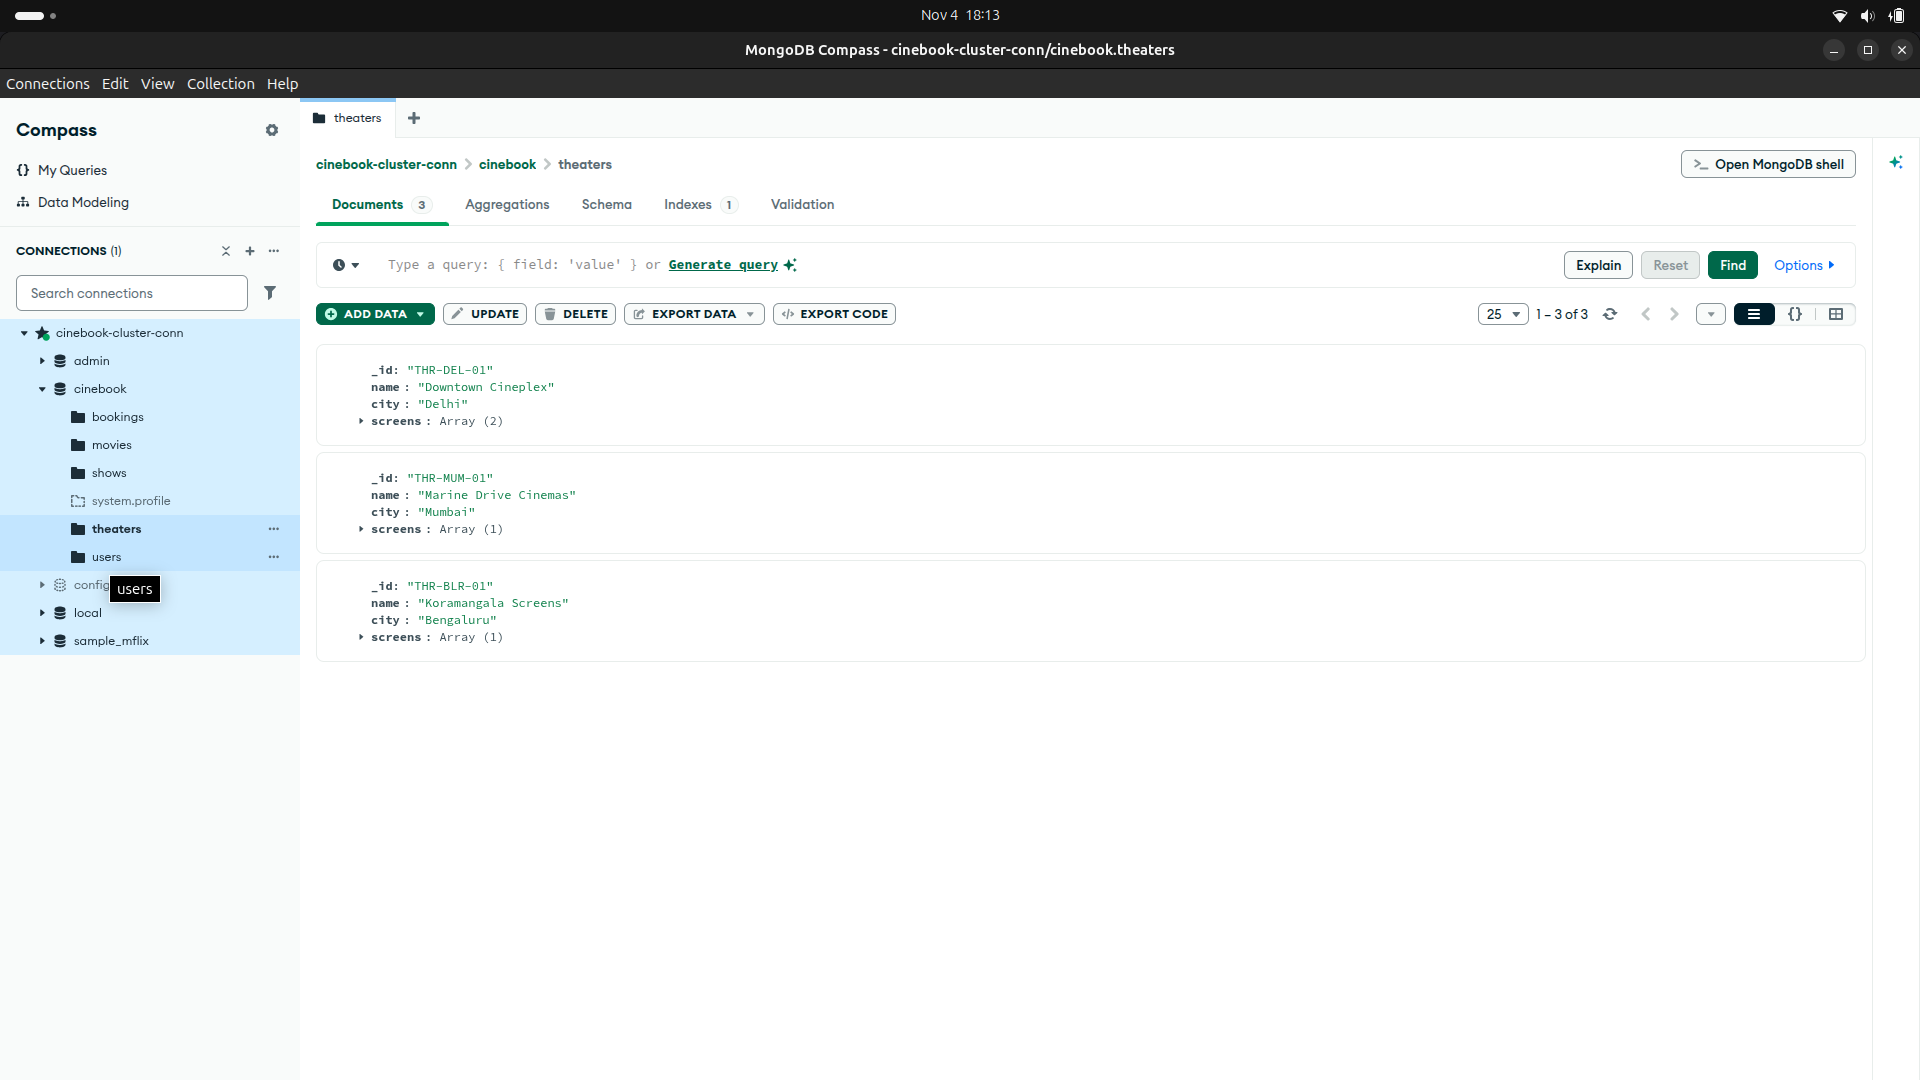 Nov 4 18:13
MongoDB Compass - cinebook-cluster-conn/cinebook.theaters
Connections Edit View Collection Help
Compass
My Queries
Data Modeling
CONNECTIONS (1)
Search connections
cinebook-cluster-conn
admin
cinebook
bookings
movies
shows
system.profile
theaters
users
config
users
local
sample_mflix
theaters
cinebook-cluster-conn cinebook theaters
>_ Open MongoDB shell
Documents 3 Aggregations Schema Indexes 1 Validation
Type a query: { field: 'value' } or Generate query
Explain Reset Find Options
ADD DATA UPDATE DELETE EXPORT DATA EXPORT CODE
25 1 – 3 of 3
_id: "THR-DEL-01"
name : "Downtown Cineplex"
city : "Delhi"
screens : Array (2)
_id: "THR-MUM-01"
name : "Marine Drive Cinemas"
city : "Mumbai"
screens : Array (1)
_id: "THR-BLR-01"
name : "Koramangala Screens"
city : "Bengaluru"
screens : Array (1)